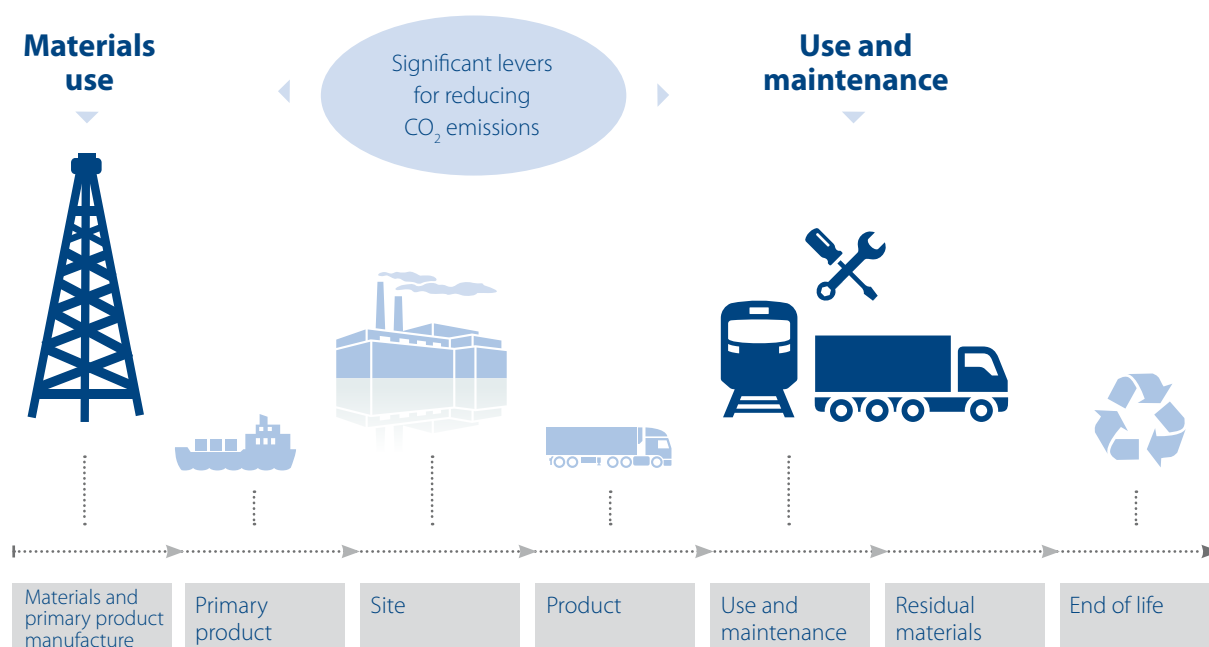 Materials
use
Significant levers
for reducing
CO₂ emissions
Use and
maintenance
Materials and
primary product
manufacture
Primary
product
Site
Product
Use and
maintenance
Residual
materials
End of life